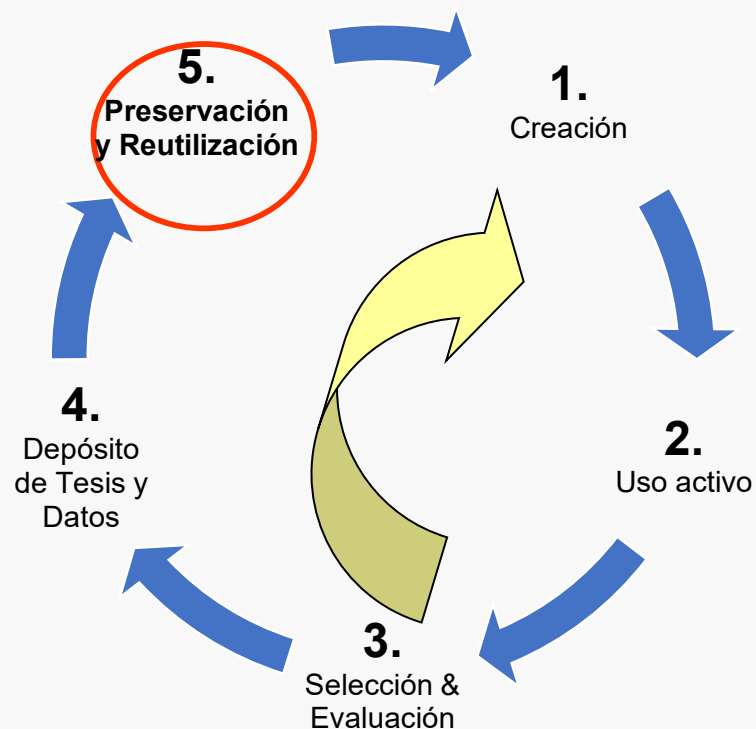 1.
Creación
2.
Uso activo
3.
Selección &
Evaluación
4.
Depósito
de Tesis y
Datos
5.
Preservación
y Reutilización